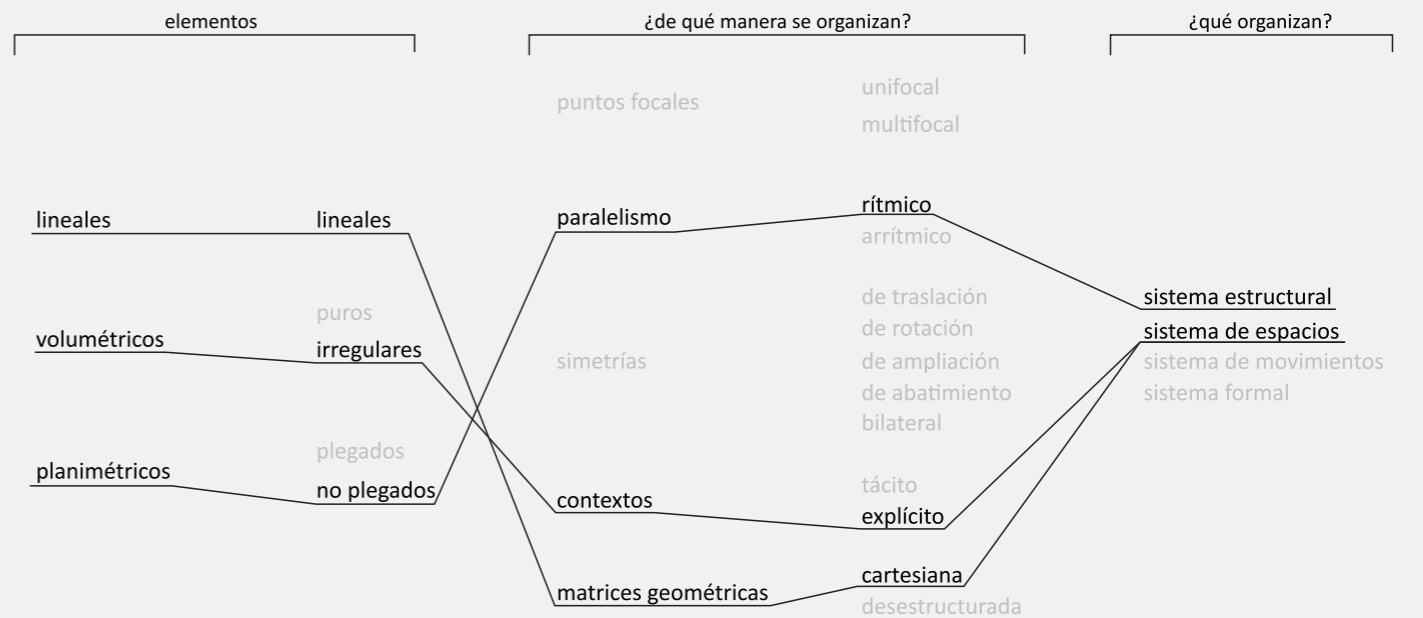 elementos
¿de qué manera se organizan?
¿qué organizan?
puntos focales
unifocal
multifocal
lineales
lineales
paralelismo
rítmico
arrítmico
volumétricos
puros
irregulares
simetrías
de traslación
de rotación
de ampliación
de abatimiento
bilateral
sistema estructural
sistema de espacios
sistema de movimientos
sistema formal
planimétricos
plegados
no plegados
contextos
tácito
explícito
matrices geométricas
cartesiana
desestructurada